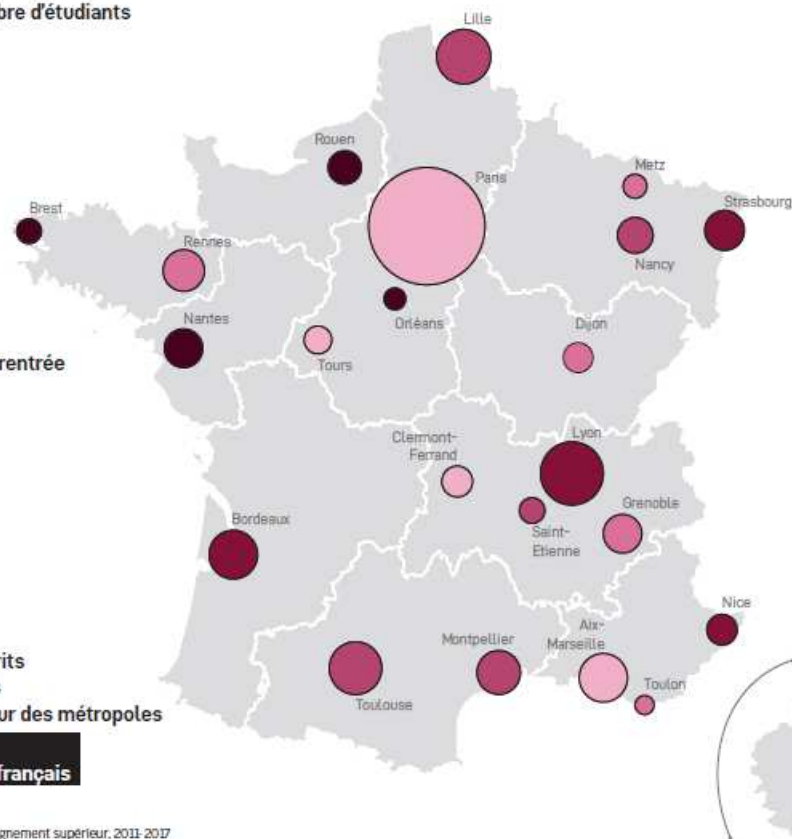 bre d'étudiants
Lille
Rouen
Paris
Metz
Strasbourg
Brest
Rennes
Nancy
Nantes
Orléans
Dijon
rentrée
Tours
Clermont-
Ferrand
Lyon
Grenoble
Bordeaux
Saint-
Etienne
Nice
Aix-
Marseille
Montpellier
Toulon
Toulouse
ur des métropoles
français
gnement supérieur, 2011-2017